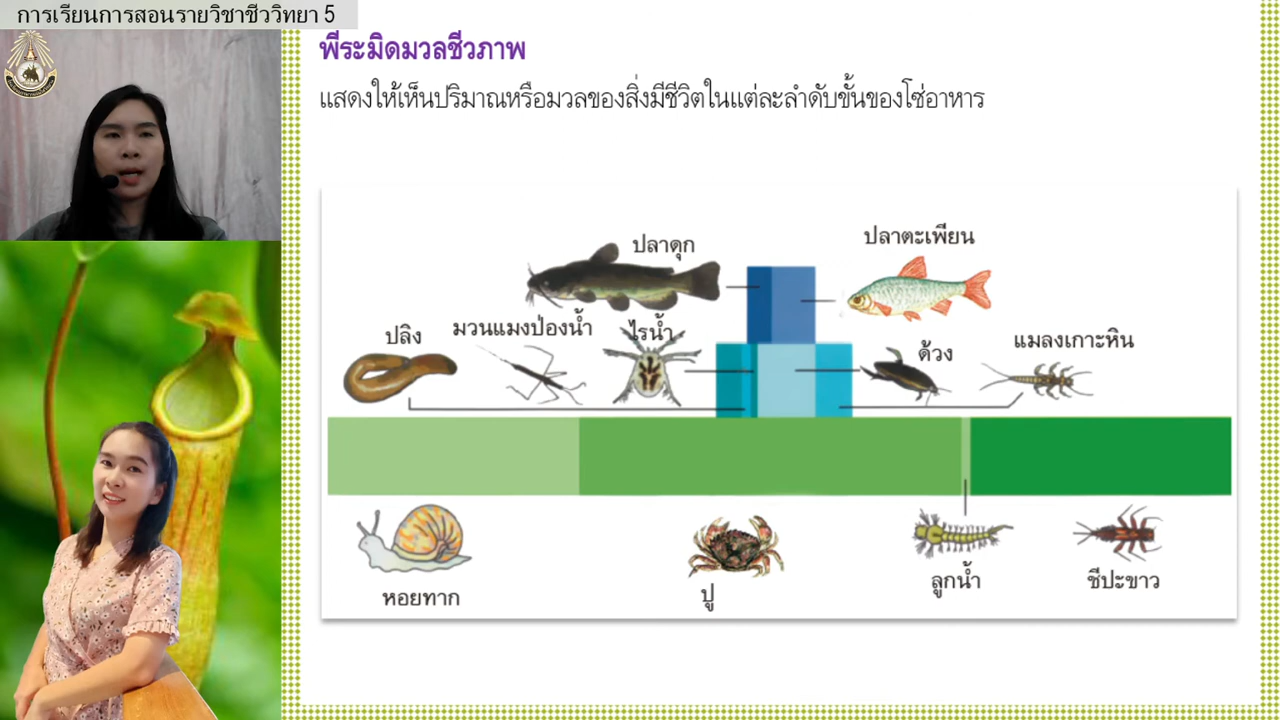 การเรียนการสอนรายวิชาชีววิทยา 5
พีระมิดมวลชีวภาพ
แสดงให้เห็นปริมาณหรือมวลของสิ่งมีชีวิตในแต่ละลำดับขั้นของโซ่อาหาร
ปลาดุก
ปลาตะเพียน
ปลิง
มวนแมงป่องน้ำ
ไรน้ำ
ด้วง
แมลงเกาะหิน
หอยทาก
ปู
ลูกน้ำ
ชีปะขาว